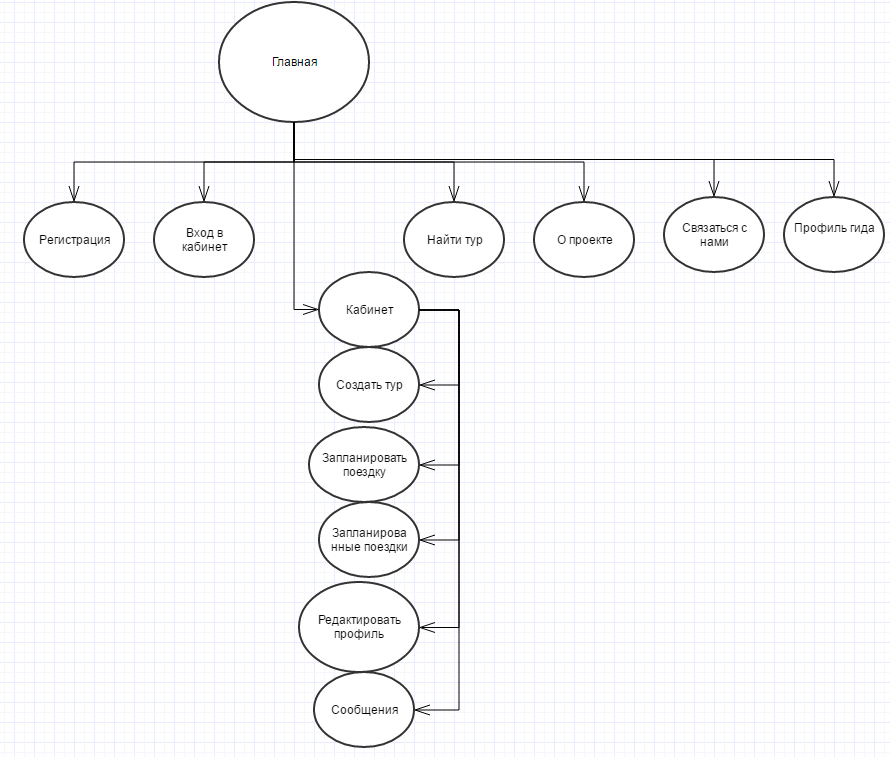 Главная
Регистрация
Вход в
кабинет
Найти тур
О проекте
Связаться с
нами
Профиль гида
Кабинет
Создать тур
Запланировать
поездку
Запланирова
нные поездки
Редактировать
профиль
Сообщения